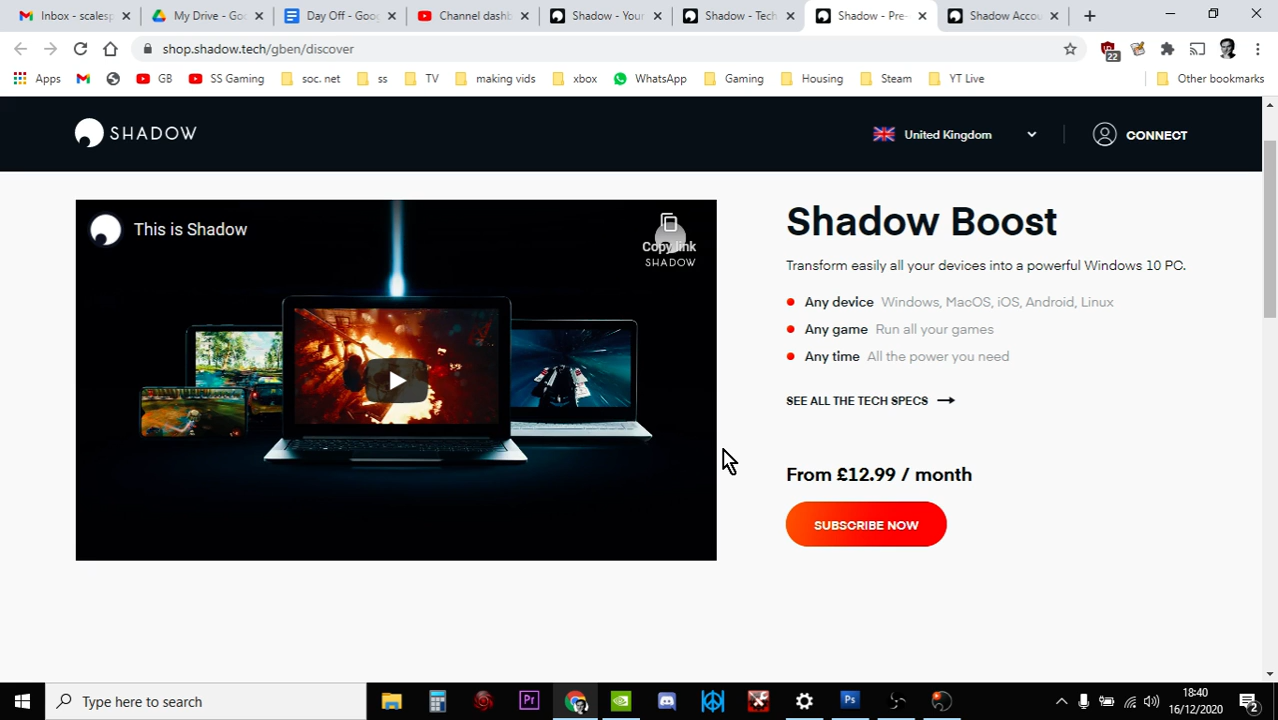 Inbox - scalesp
My Drive - Goo
Day Off - Goog
Channel dashb
Shadow - Your
Shadow - Tech
Shadow - Pre-
Shadow Accou
shop.shadow.tech/gben/discover
22
Apps
GB
SS Gaming
soc. net
ss
TV
making vids
xbox
WhatsApp
Gaming
Housing
Steam
YT Live
Other bookmarks
SHADOW
United Kingdom
CONNECT
This is Shadow
Copy link
SHADOW
Shadow Boost
Transform easily all your devices into a powerful Windows 10 PC.
Any device Windows, MacOS, iOS, Android, Linux
Any game Run all your games
Any time All the power you need
SEE ALL THE TECH SPECS
From £12.99 / month
SUBSCRIBE NOW
Type here to search
Pr
Ps
18:40
16/12/2020
2